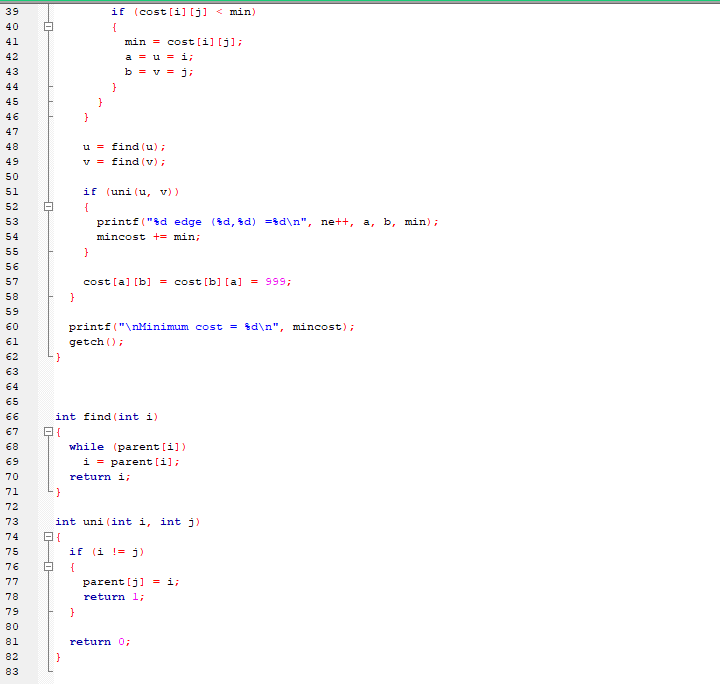 39 if (cost[i][j] < min)
40 {
41 min = cost[i][j];
42 a = u = i;
43 b = v = j;
44 }
45 }
46 }
47
48 u = find(u);
49 v = find(v);
50
51 if (uni(u, v))
52 {
53 printf("%d edge (%d,%d) =%d\n", ne++, a, b, min);
54 mincost += min;
55 }
56
57 cost[a][b] = cost[b][a] = 999;
58 }
59
60 printf("\nMinimum cost = %d\n", mincost);
61 getch();
62 }
63
64
65
66 int find(int i)
67 {
68 while (parent[i])
69 i = parent[i];
70 return i;
71 }
72
73 int uni(int i, int j)
74 {
75 if (i != j)
76 {
77 parent[j] = i;
78 return 1;
79 }
80
81 return 0;
82 }
83